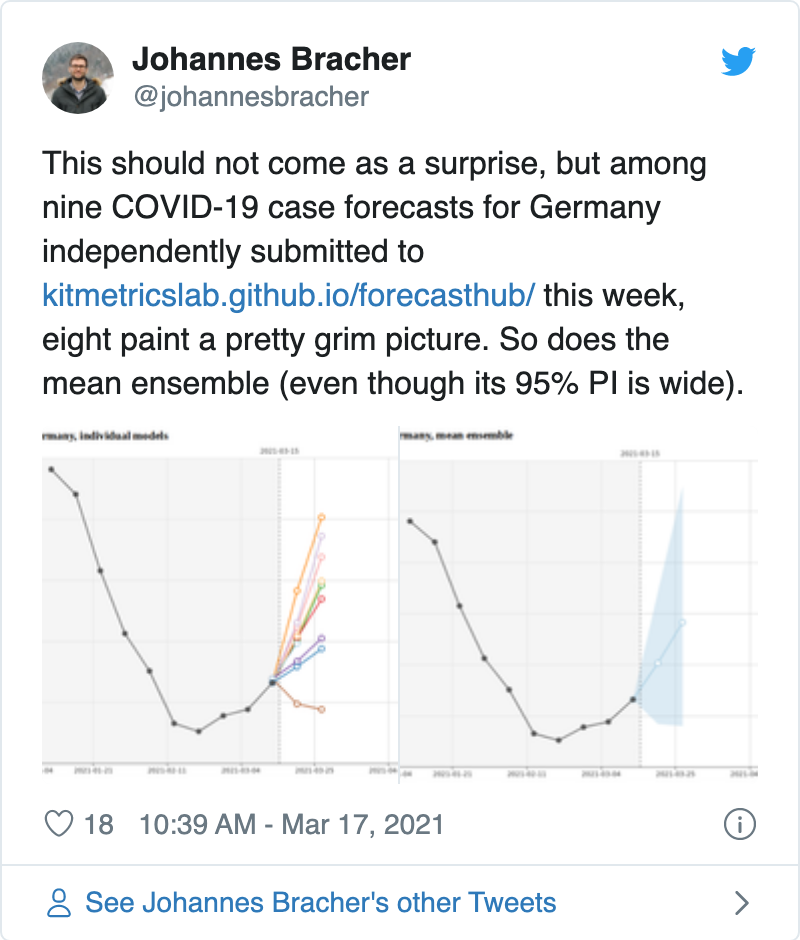 Johannes Bracher
@johannesbracher
This should not come as a surprise, but among
nine COVID-19 case forecasts for Germany
independently submitted to
kitmetricslab.github.io/forecasthub/ this week,
eight paint a pretty grim picture. So does the
mean ensemble (even though its 95% PI is wide).
rmany, individual models
2021-03-15
-04 2021-01-21 2021-02-11 2021-03-04 2021-03-25 2021-04
rmany, mean ensemble
2021-03-15
-04 2021-01-21 2021-02-11 2021-03-04 2021-03-25 2021-04
18 10:39 AM - Mar 17, 2021
See Johannes Bracher's other Tweets